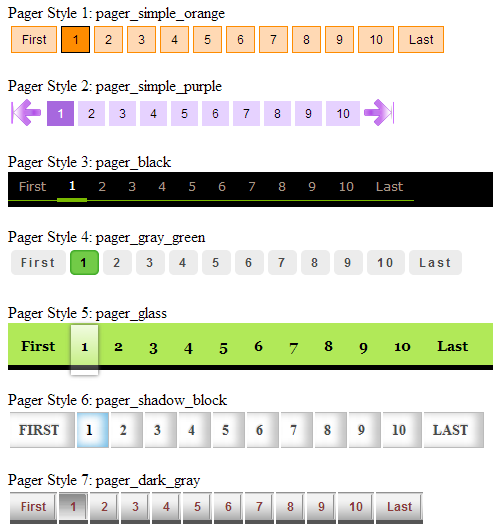 Pager Style 1: pager_simple_orange
First 1 2 3 4 5 6 7 8 9 10 Last
Pager Style 2: pager_simple_purple
1 2 3 4 5 6 7 8 9 10
Pager Style 3: pager_black
First 1 2 3 4 5 6 7 8 9 10 Last
Pager Style 4: pager_gray_green
First 1 2 3 4 5 6 7 8 9 10 Last
Pager Style 5: pager_glass
First 1 2 3 4 5 6 7 8 9 10 Last
Pager Style 6: pager_shadow_block
FIRST 1 2 3 4 5 6 7 8 9 10 LAST
Pager Style 7: pager_dark_gray
First 1 2 3 4 5 6 7 8 9 10 Last